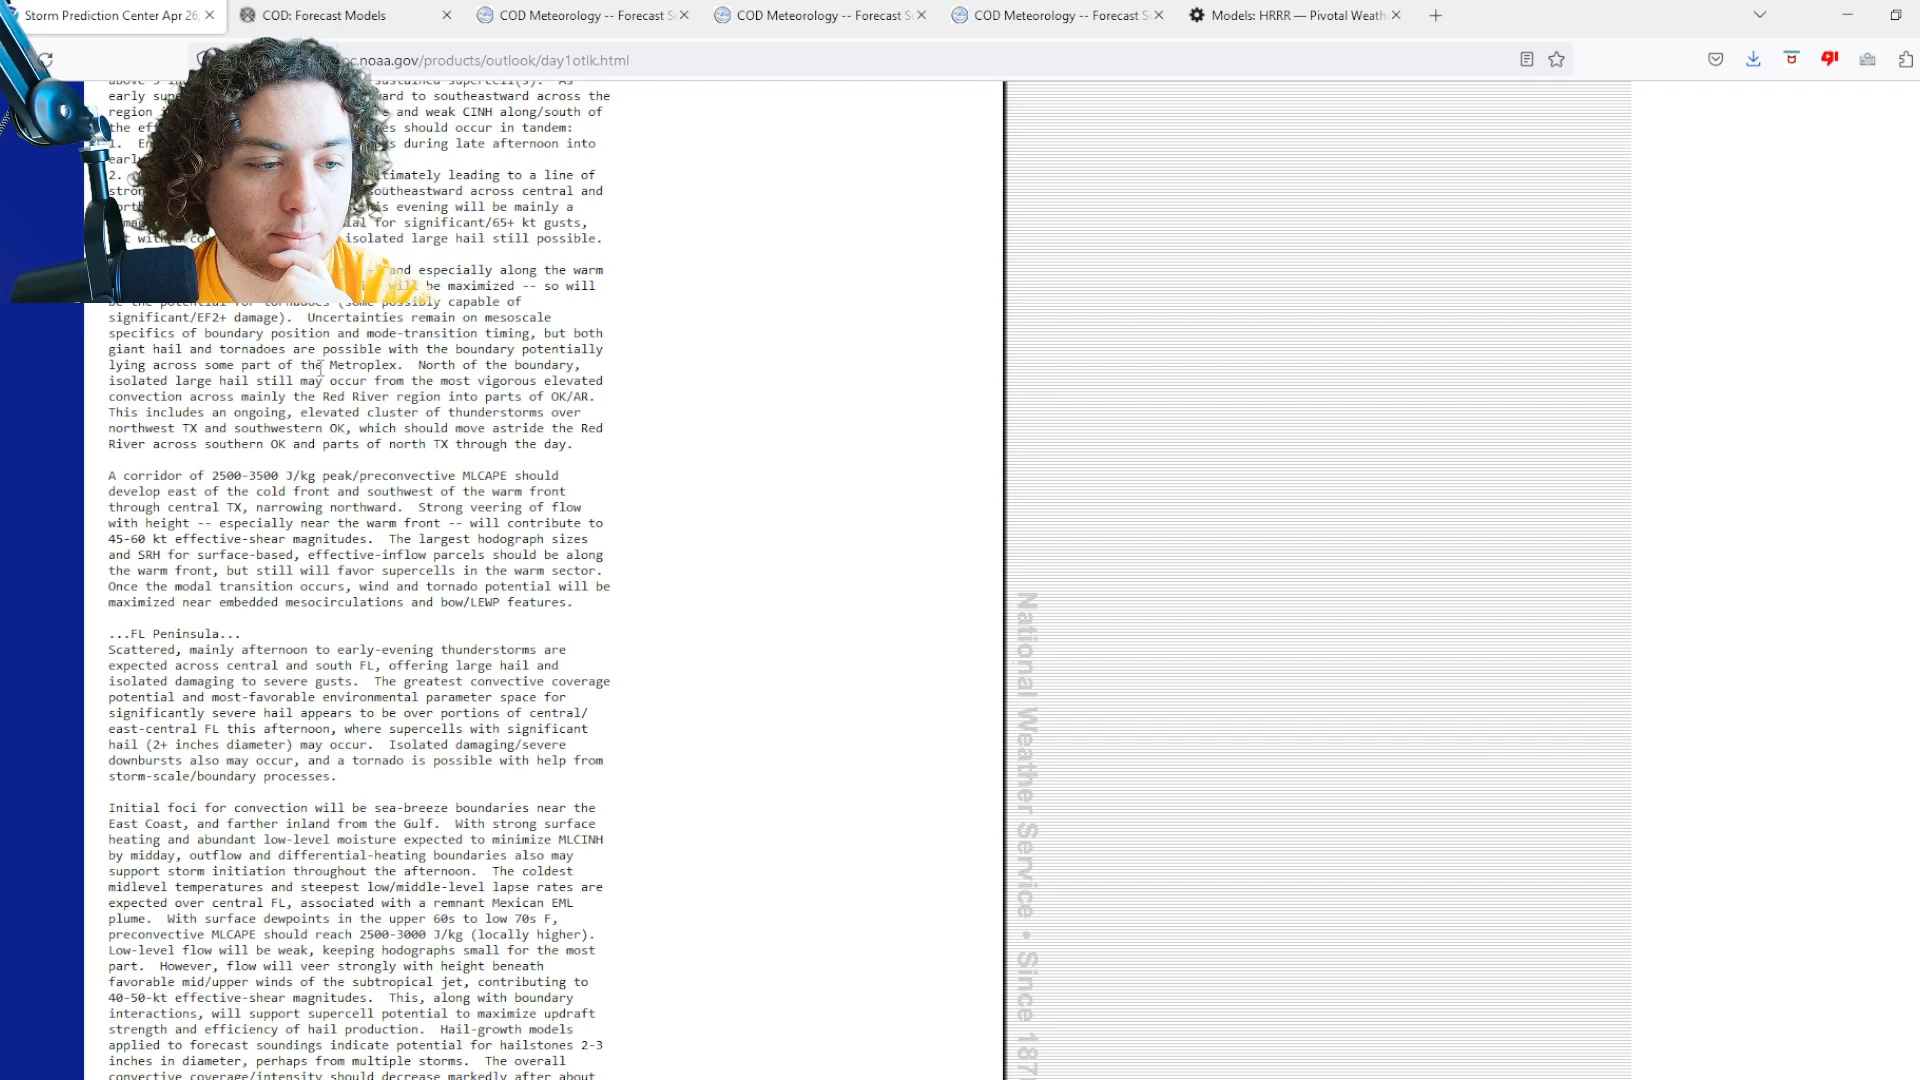 Storm Prediction Center Apr 26,
COD: Forecast Models
COD Meteorology -- Forecast S
COD Meteorology -- Forecast S
COD Meteorology -- Forecast S
Models: HRRR — Pivotal Weath
.noaa.gov/products/outlook/day1otlk.html
sustained supercell(s). As
early ard to southeastward across the
region and weak CINH along/south of
the es should occur in tandem:
1. during late afternoon into
early
2. timately leading to a line of
southeastward across central and
is evening will be mainly a
for significant/65+ kt gusts,
isolated large hail still possible.
and especially along the warm
be maximized -- so will
be the potential for tornadoes (some possibly capable of
significant/EF2+ damage). Uncertainties remain on mesoscale
specifics of boundary position and mode-transition timing, but both
giant hail and tornadoes are possible with the boundary potentially
lying across some part of the Metroplex. North of the boundary,
isolated large hail still may occur from the most vigorous elevated
convection across mainly the Red River region into parts of OK/AR.
This includes an ongoing, elevated cluster of thunderstorms over
northwest TX and southwestern OK, which should move astride the Red
River across southern OK and parts of north TX through the day.
A corridor of 2500-3500 J/kg peak/preconvective MLCAPE should
develop east of the cold front and southwest of the warm front
through central TX, narrowing northward. Strong veering of flow
with height -- especially near the warm front -- will contribute to
45-60 kt effective-shear magnitudes. The largest hodograph sizes
and SRH for surface-based, effective-inflow parcels should be along
the warm front, but still will favor supercells in the warm sector.
Once the modal transition occurs, wind and tornado potential will be
maximized near embedded mesocirculations and bow/LEWP features.
...FL Peninsula...
Scattered, mainly afternoon to early-evening thunderstorms are
expected across central and south FL, offering large hail and
isolated damaging to severe gusts. The greatest convective coverage
potential and most-favorable environmental parameter space for
significantly severe hail appears to be over portions of central/
east-central FL this afternoon, where supercells with significant
hail (2+ inches diameter) may occur. Isolated damaging/severe
downbursts also may occur, and a tornado is possible with help from
storm-scale/boundary processes.
Initial foci for convection will be sea-breeze boundaries near the
East Coast, and farther inland from the Gulf. With strong surface
heating and abundant low-level moisture expected to minimize MLCINH
by midday, outflow and differential-heating boundaries also may
support storm initiation throughout the afternoon. The coldest
midlevel temperatures and steepest low/middle-level lapse rates are
expected over central FL, associated with a remnant Mexican EML
plume. With surface dewpoints in the upper 60s to low 70s F,
preconvective MLCAPE should reach 2500-3000 J/kg (locally higher).
Low-level flow will be weak, keeping hodographs small for the most
part. However, flow will veer strongly with height beneath
favorable mid/upper winds of the subtropical jet, contributing to
40-50-kt effective-shear magnitudes. This, along with boundary
interactions, will support supercell potential to maximize updraft
strength and efficiency of hail production. Hail-growth models
applied to forecast soundings indicate potential for hailstones 2-3
inches in diameter, perhaps from multiple storms. The overall
convective coverage/intensity should decrease markedly after about
National Weather Service • Since 187